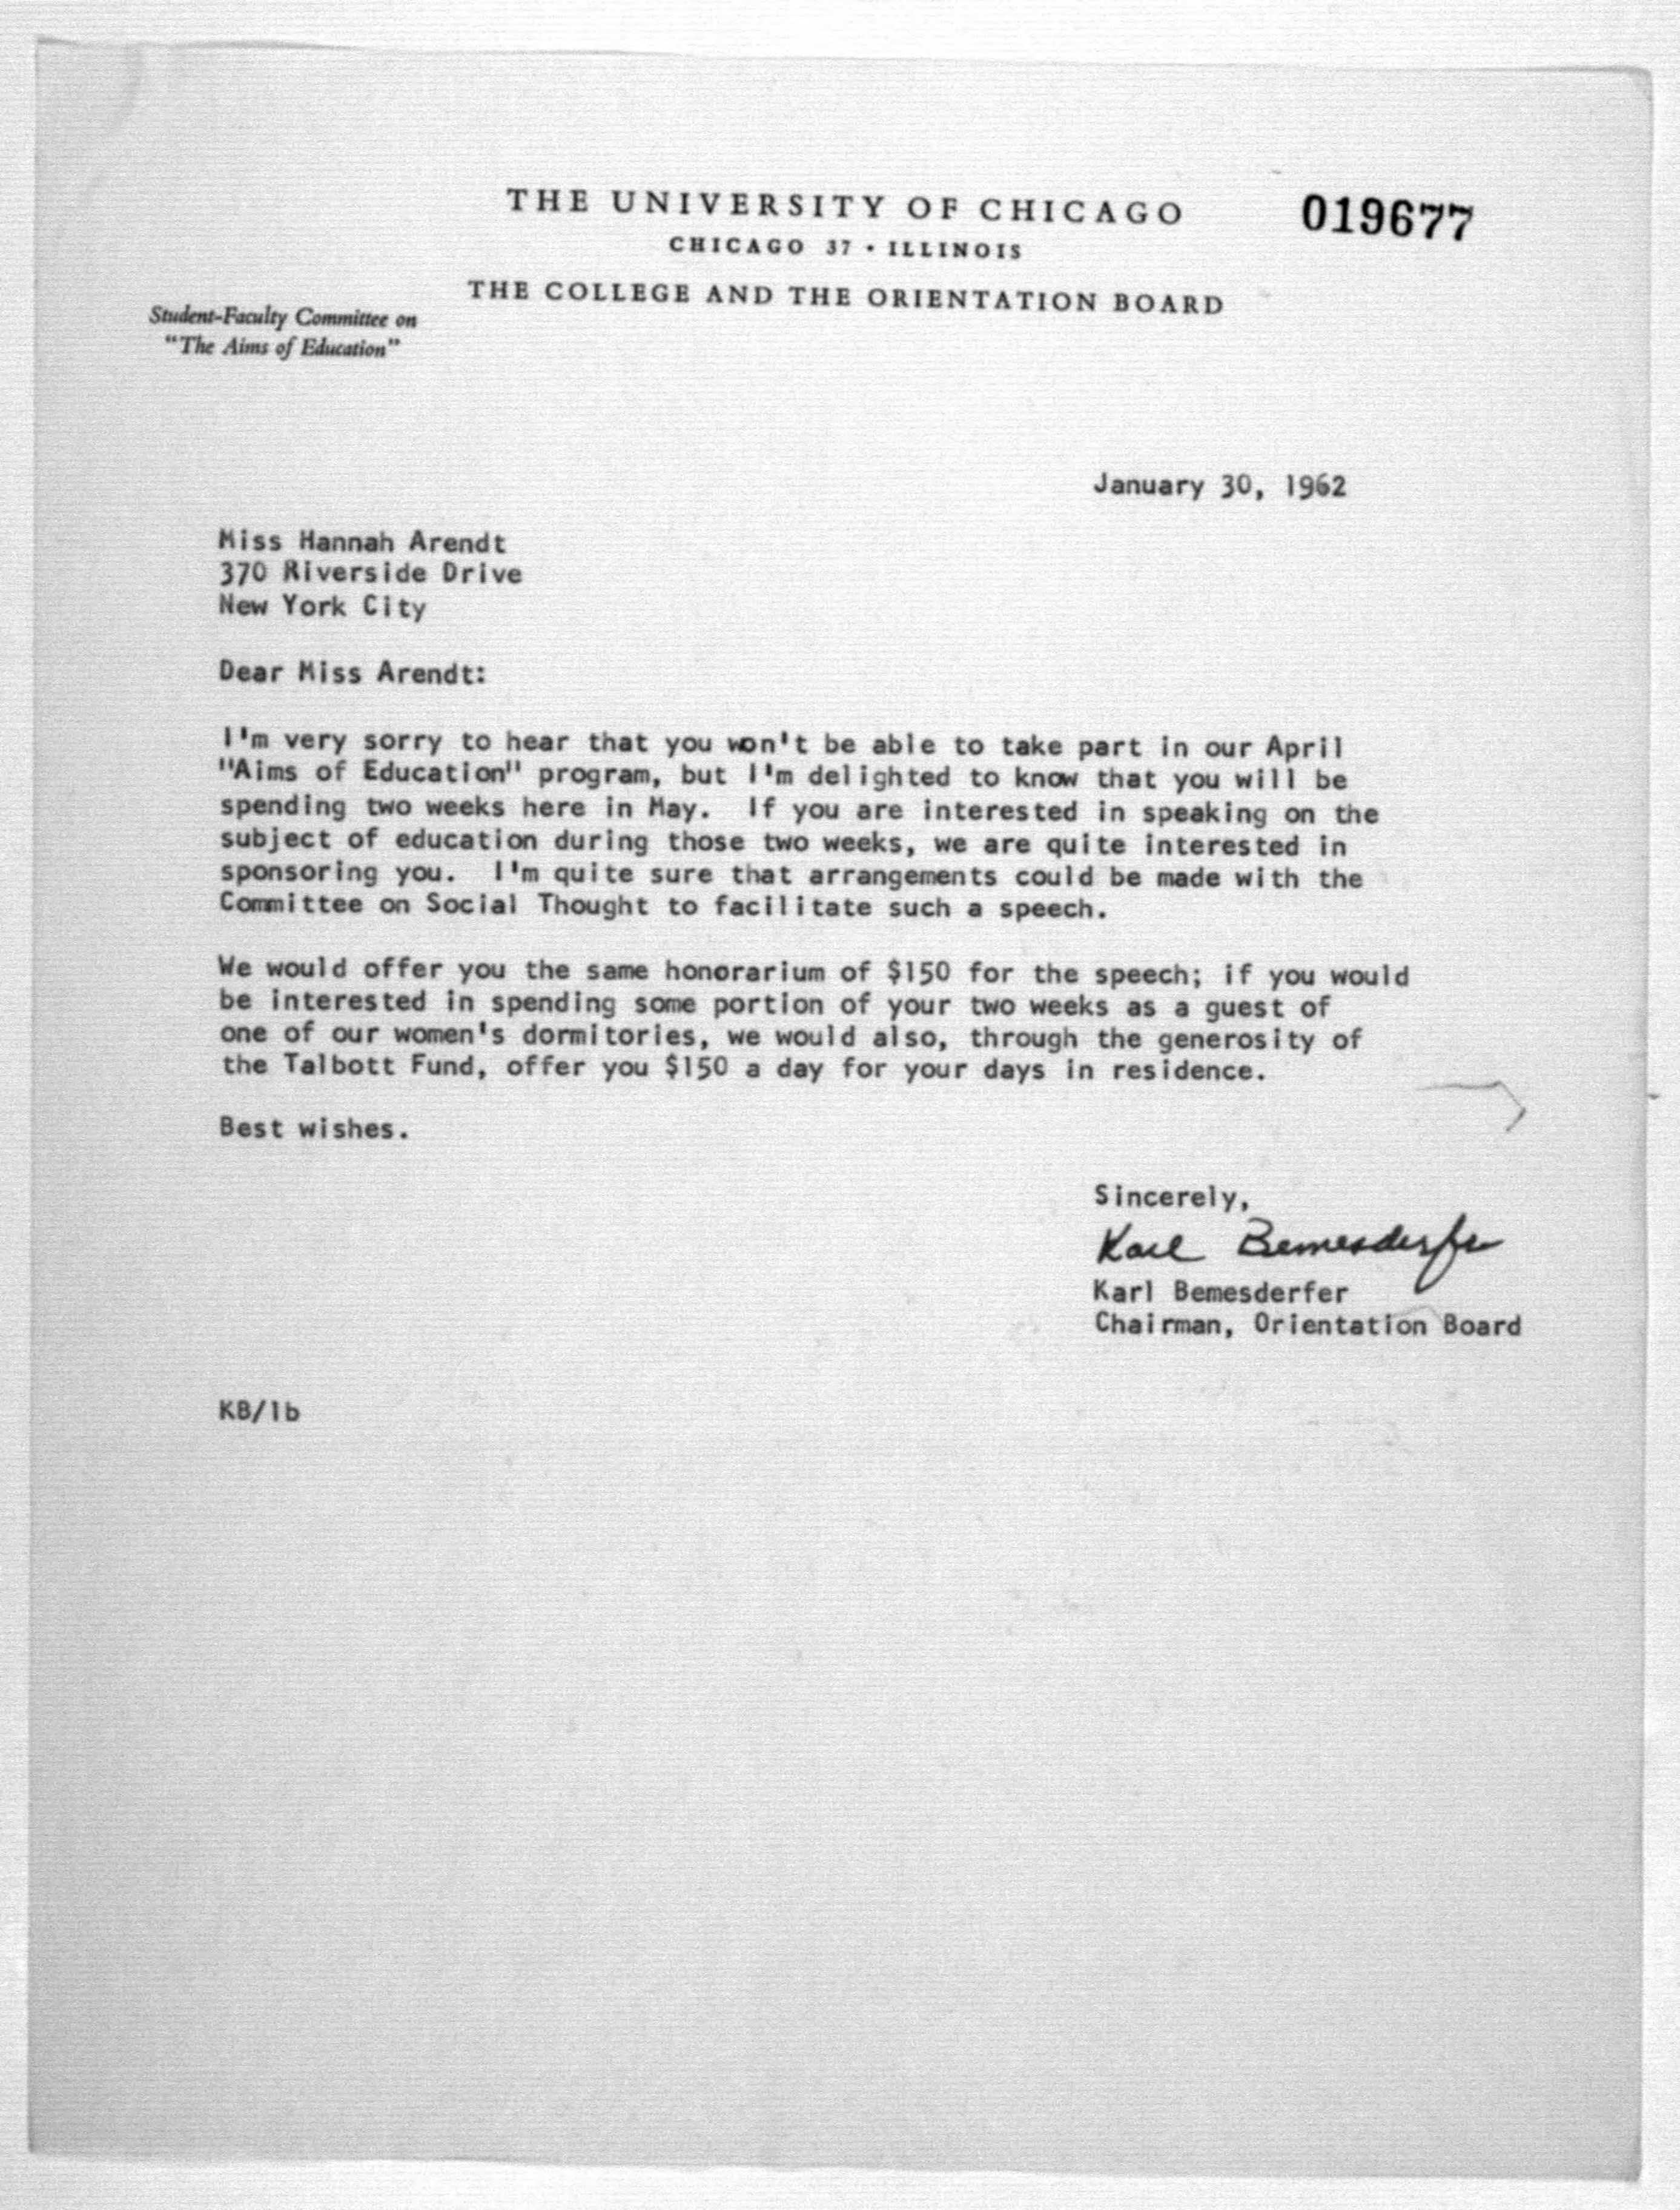 THE UNIVERSITY OF CHICAGO
019677
CHICAGO 37 · ILLINOIS
THE COLLEGE AND THE ORIENTATION BOARD
Student-Faculty Committee on
"The Aims of Education"
January 30, 1962
Miss Hannah Arendt
370 Riverside Drive
New York City
Dear Miss Arendt:
I'm very sorry to hear that you won't be able to take part in our April
"Aims of Education" program, but I'm delighted to know that you will be
spending two weeks here in May. If you are interested in speaking on the
subject of education during those two weeks, we are quite interested in
sponsoring you. I'm quite sure that arrangements could be made with the
Committee on Social Thought to facilitate such a speech.
We would offer you the same honorarium of $150 for the speech; if you would
be interested in spending some portion of your two weeks as a guest of
one of our women's dormitories, we would also, through the generosity of
the Talbott Fund, offer you $150 a day for your days in residence.
Best wishes.
Sincerely,
Karl Bemesderfer
Karl Bemesderfer
Chairman, Orientation Board
KB/lb